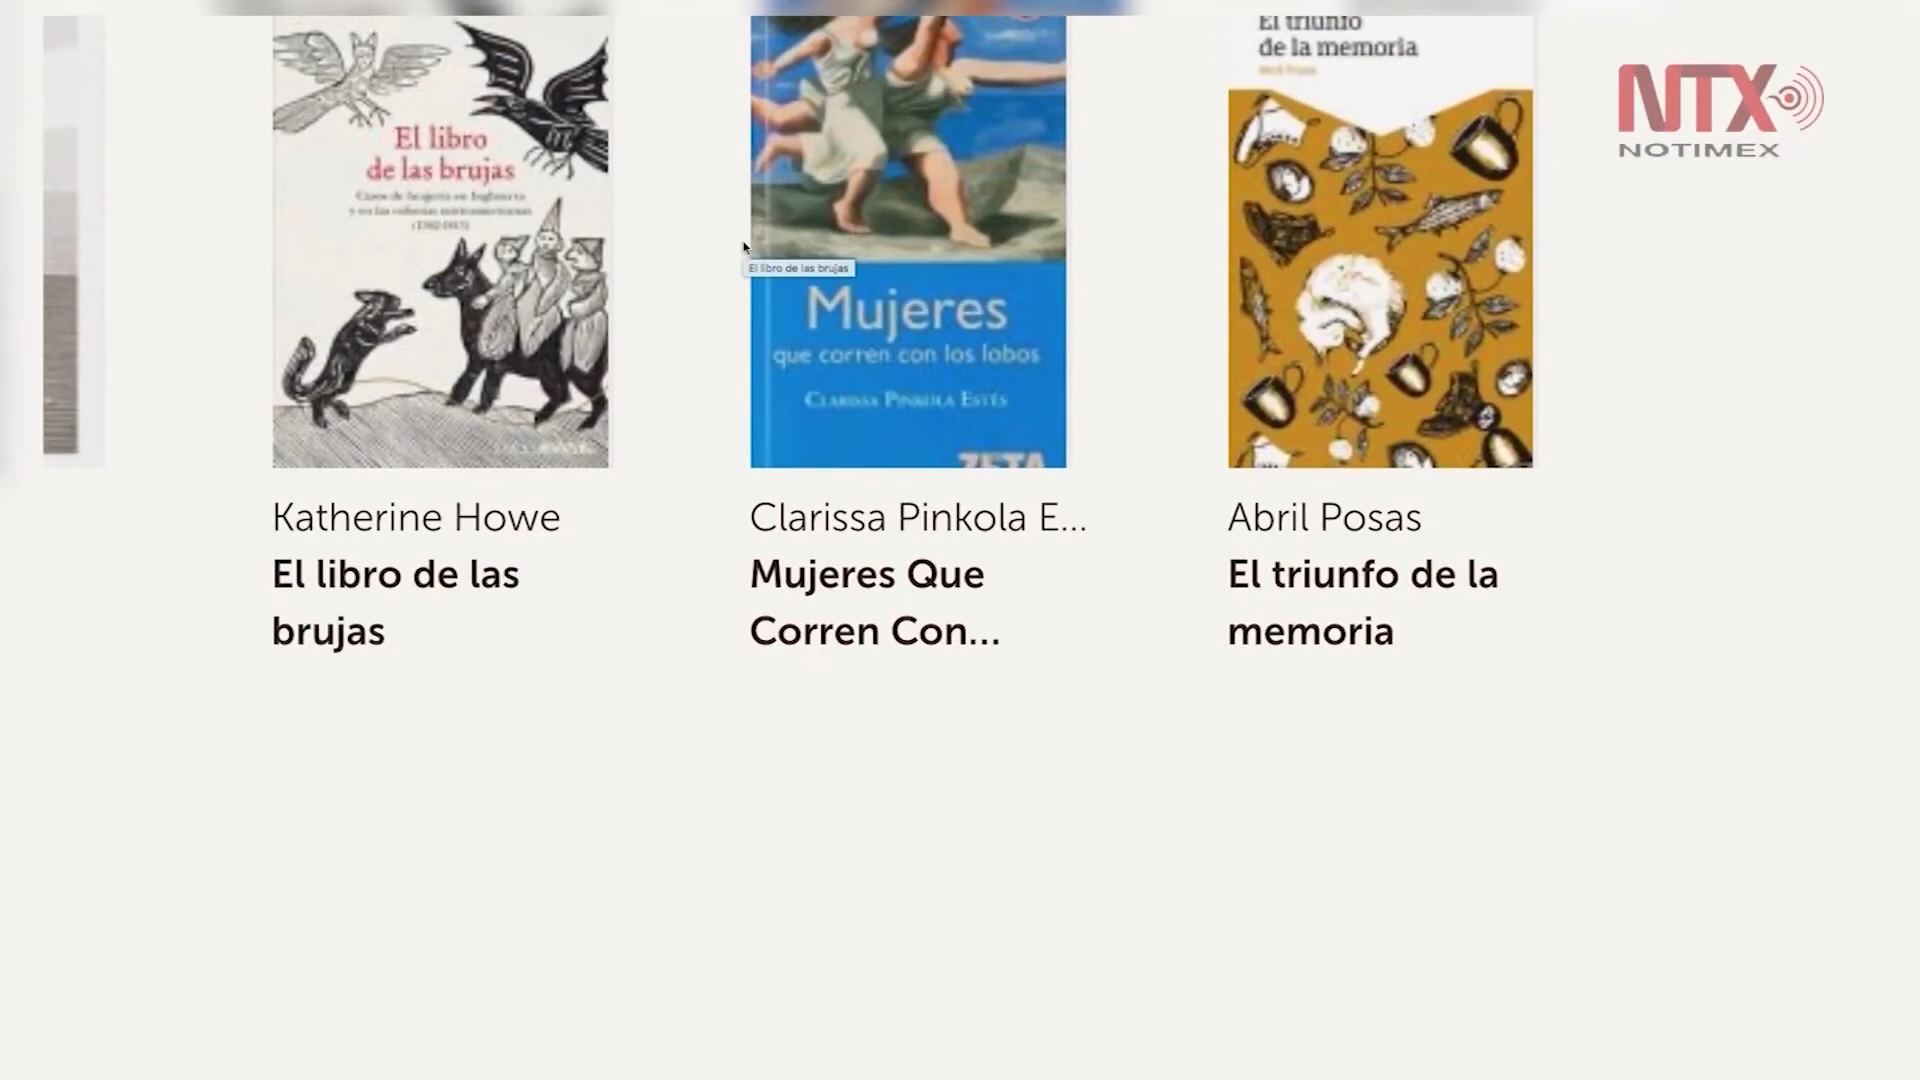 El triunfo
de la memoria
NTX
NOTIMEX
El libro
de las brujas
El libro de las brujas
Mujeres
que corren con los lobos
CLARISSA PINKOLA ESTÉS
ZETA
Katherine Howe
El libro de las
brujas
Clarissa Pinkola E...
Mujeres Que
Corren Con...
Abril Posas
El triunfo de la
memoria